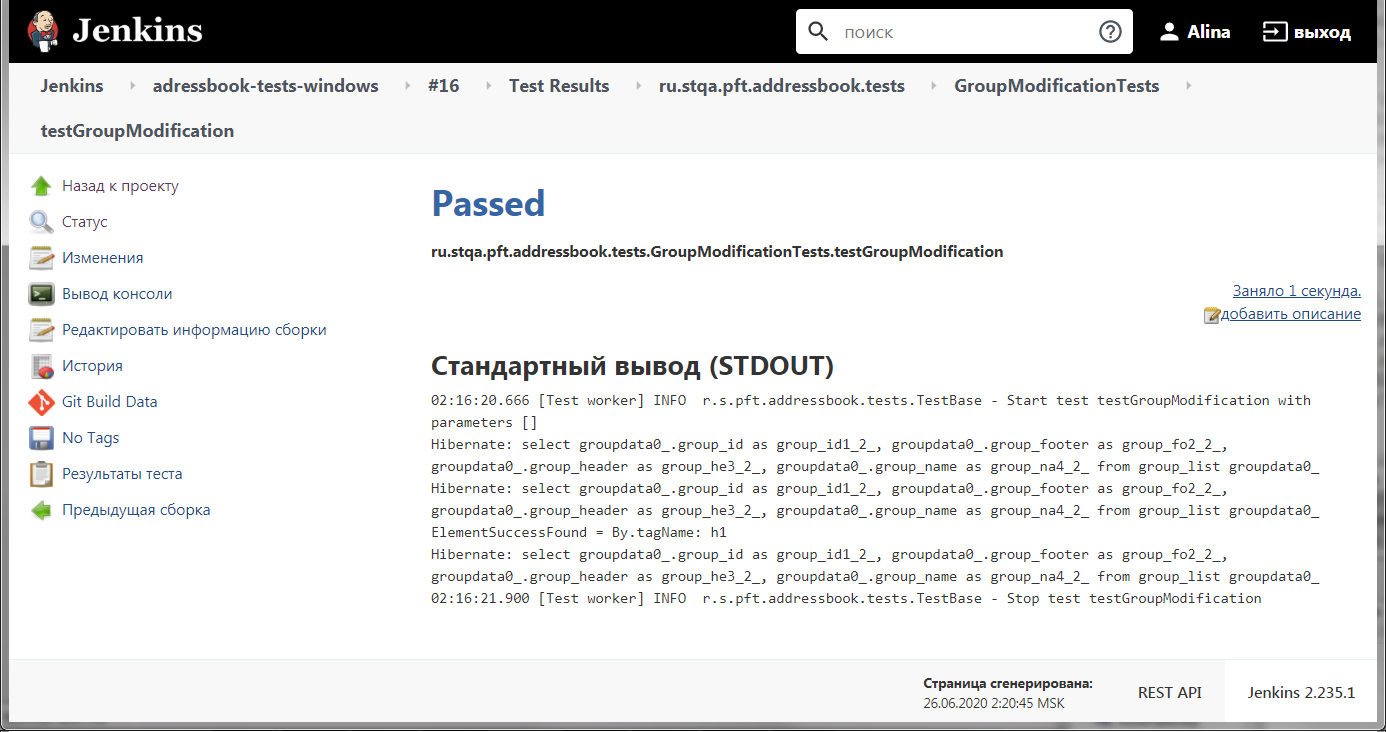 Jenkins
поиск
Alina
выход
Jenkins adressbook-tests-windows #16 Test Results ru.stqa.pft.addressbook.tests GroupModificationTests
testGroupModification
Назад к проекту
Статус
Изменения
Вывод консоли
Редактировать информацию сборки
История
Git Build Data
No Tags
Результаты теста
Предыдущая сборка
Passed
ru.stqa.pft.addressbook.tests.GroupModificationTests.testGroupModification
Заняло 1 секунда.
добавить описание
Стандартный вывод (STDOUT)
02:16:20.666 [Test worker] INFO  r.s.pft.addressbook.tests.TestBase - Start test testGroupModification with
parameters []
Hibernate: select groupdata0_.group_id as group_id1_2_, groupdata0_.group_footer as group_fo2_2_,
groupdata0_.group_header as group_he3_2_, groupdata0_.group_name as group_na4_2_ from group_list groupdata0_
Hibernate: select groupdata0_.group_id as group_id1_2_, groupdata0_.group_footer as group_fo2_2_,
groupdata0_.group_header as group_he3_2_, groupdata0_.group_name as group_na4_2_ from group_list groupdata0_
ElementSuccessFound = By.tagName: h1
Hibernate: select groupdata0_.group_id as group_id1_2_, groupdata0_.group_footer as group_fo2_2_,
groupdata0_.group_header as group_he3_2_, groupdata0_.group_name as group_na4_2_ from group_list groupdata0_
02:16:21.900 [Test worker] INFO  r.s.pft.addressbook.tests.TestBase - Stop test testGroupModification
Страница сгенерирована:
26.06.2020 2:20:45 MSK
REST API
Jenkins 2.235.1